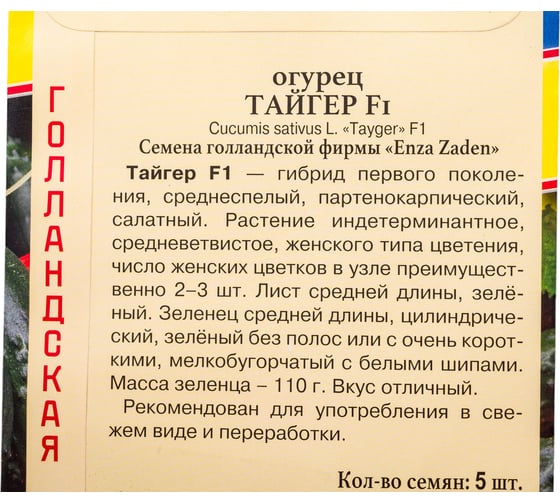 ГОЛЛАНДСКАЯ
огурец
ТАЙГЕР F1
Cucumis sativus L. «Tayger» F1
Семена голландской фирмы «Enza Zaden»
Тайгер F1 — гибрид первого поколе-
ния, среднеспелый, партенокарпический,
салатный. Растение индетерминантное,
средневетвистое, женского типа цветения,
число женских цветков в узле преимущест-
венно 2–3 шт. Лист средней длины, зелё-
ный. Зеленец средней длины, цилиндриче-
ский, зелёный без полос или с очень корот-
кими, мелкобугорчатый с белыми шипами.
Масса зеленца – 110 г. Вкус отличный.
Рекомендован для употребления в све-
жем виде и переработки.
Кол-во семян: 5 шт.